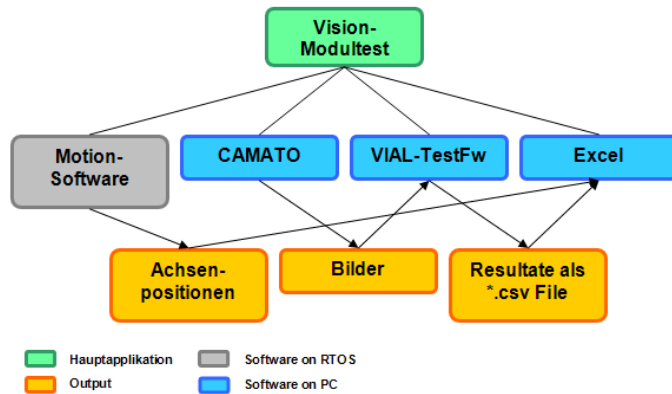 Vision-
Modultest
Motion-
Software
CAMATO
VIAL-TestFw
Excel
Achsen-
positionen
Bilder
Resultate als
*.csv File
Hauptapplikation
Software on RTOS
Output
Software on PC